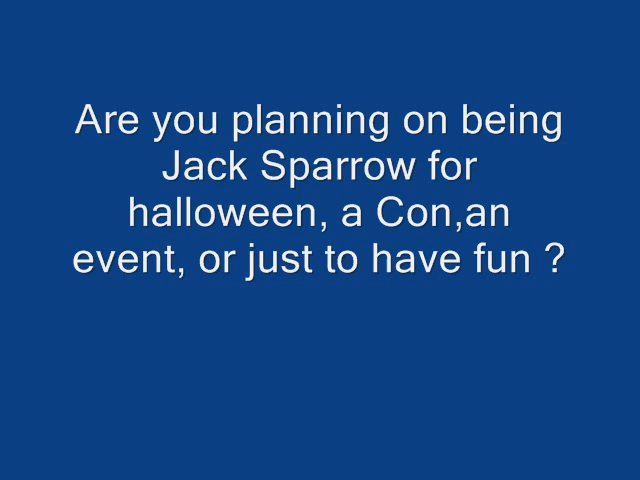 Are you planning on being
Jack Sparrow for
halloween, a Con,an
event, or just to have fun ?